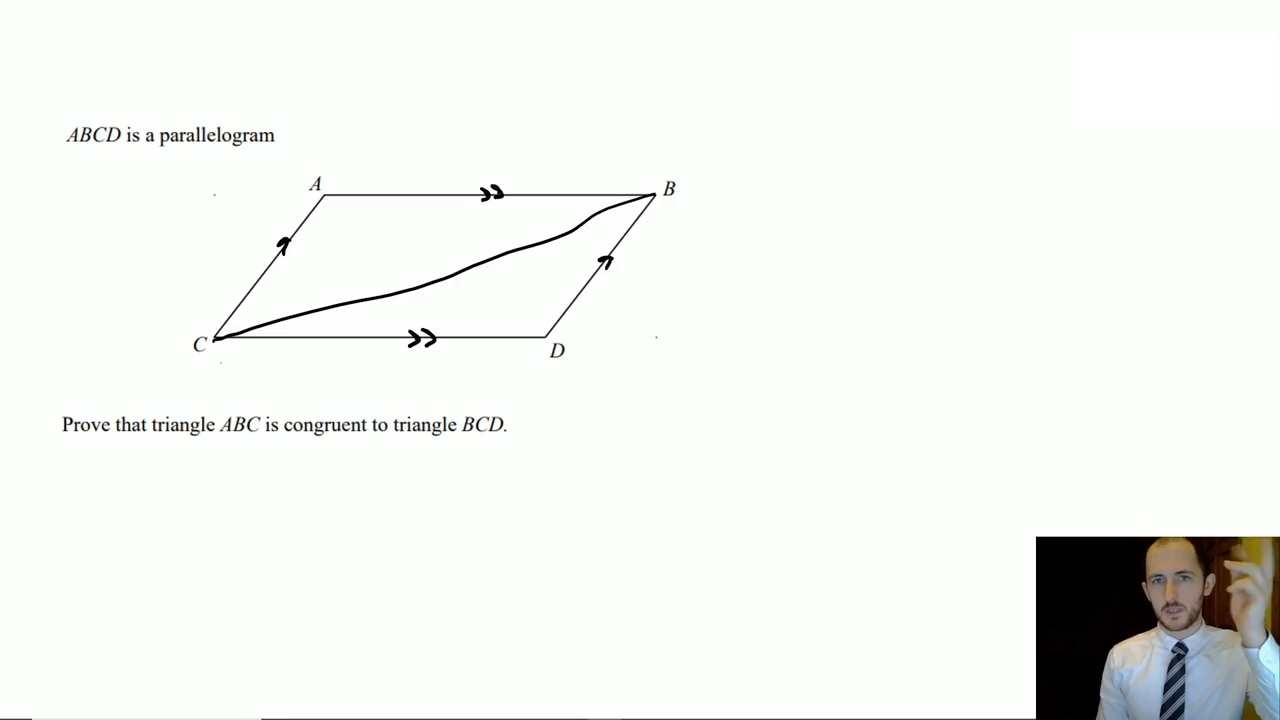 ABCD is a parallelogram
A
B
C
D
Prove that triangle ABC is congruent to triangle BCD.